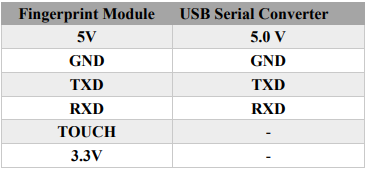 Fingerprint Module USB Serial Converter
5V 5.0 V
GND GND
TXD TXD
RXD RXD
TOUCH -
3.3V -